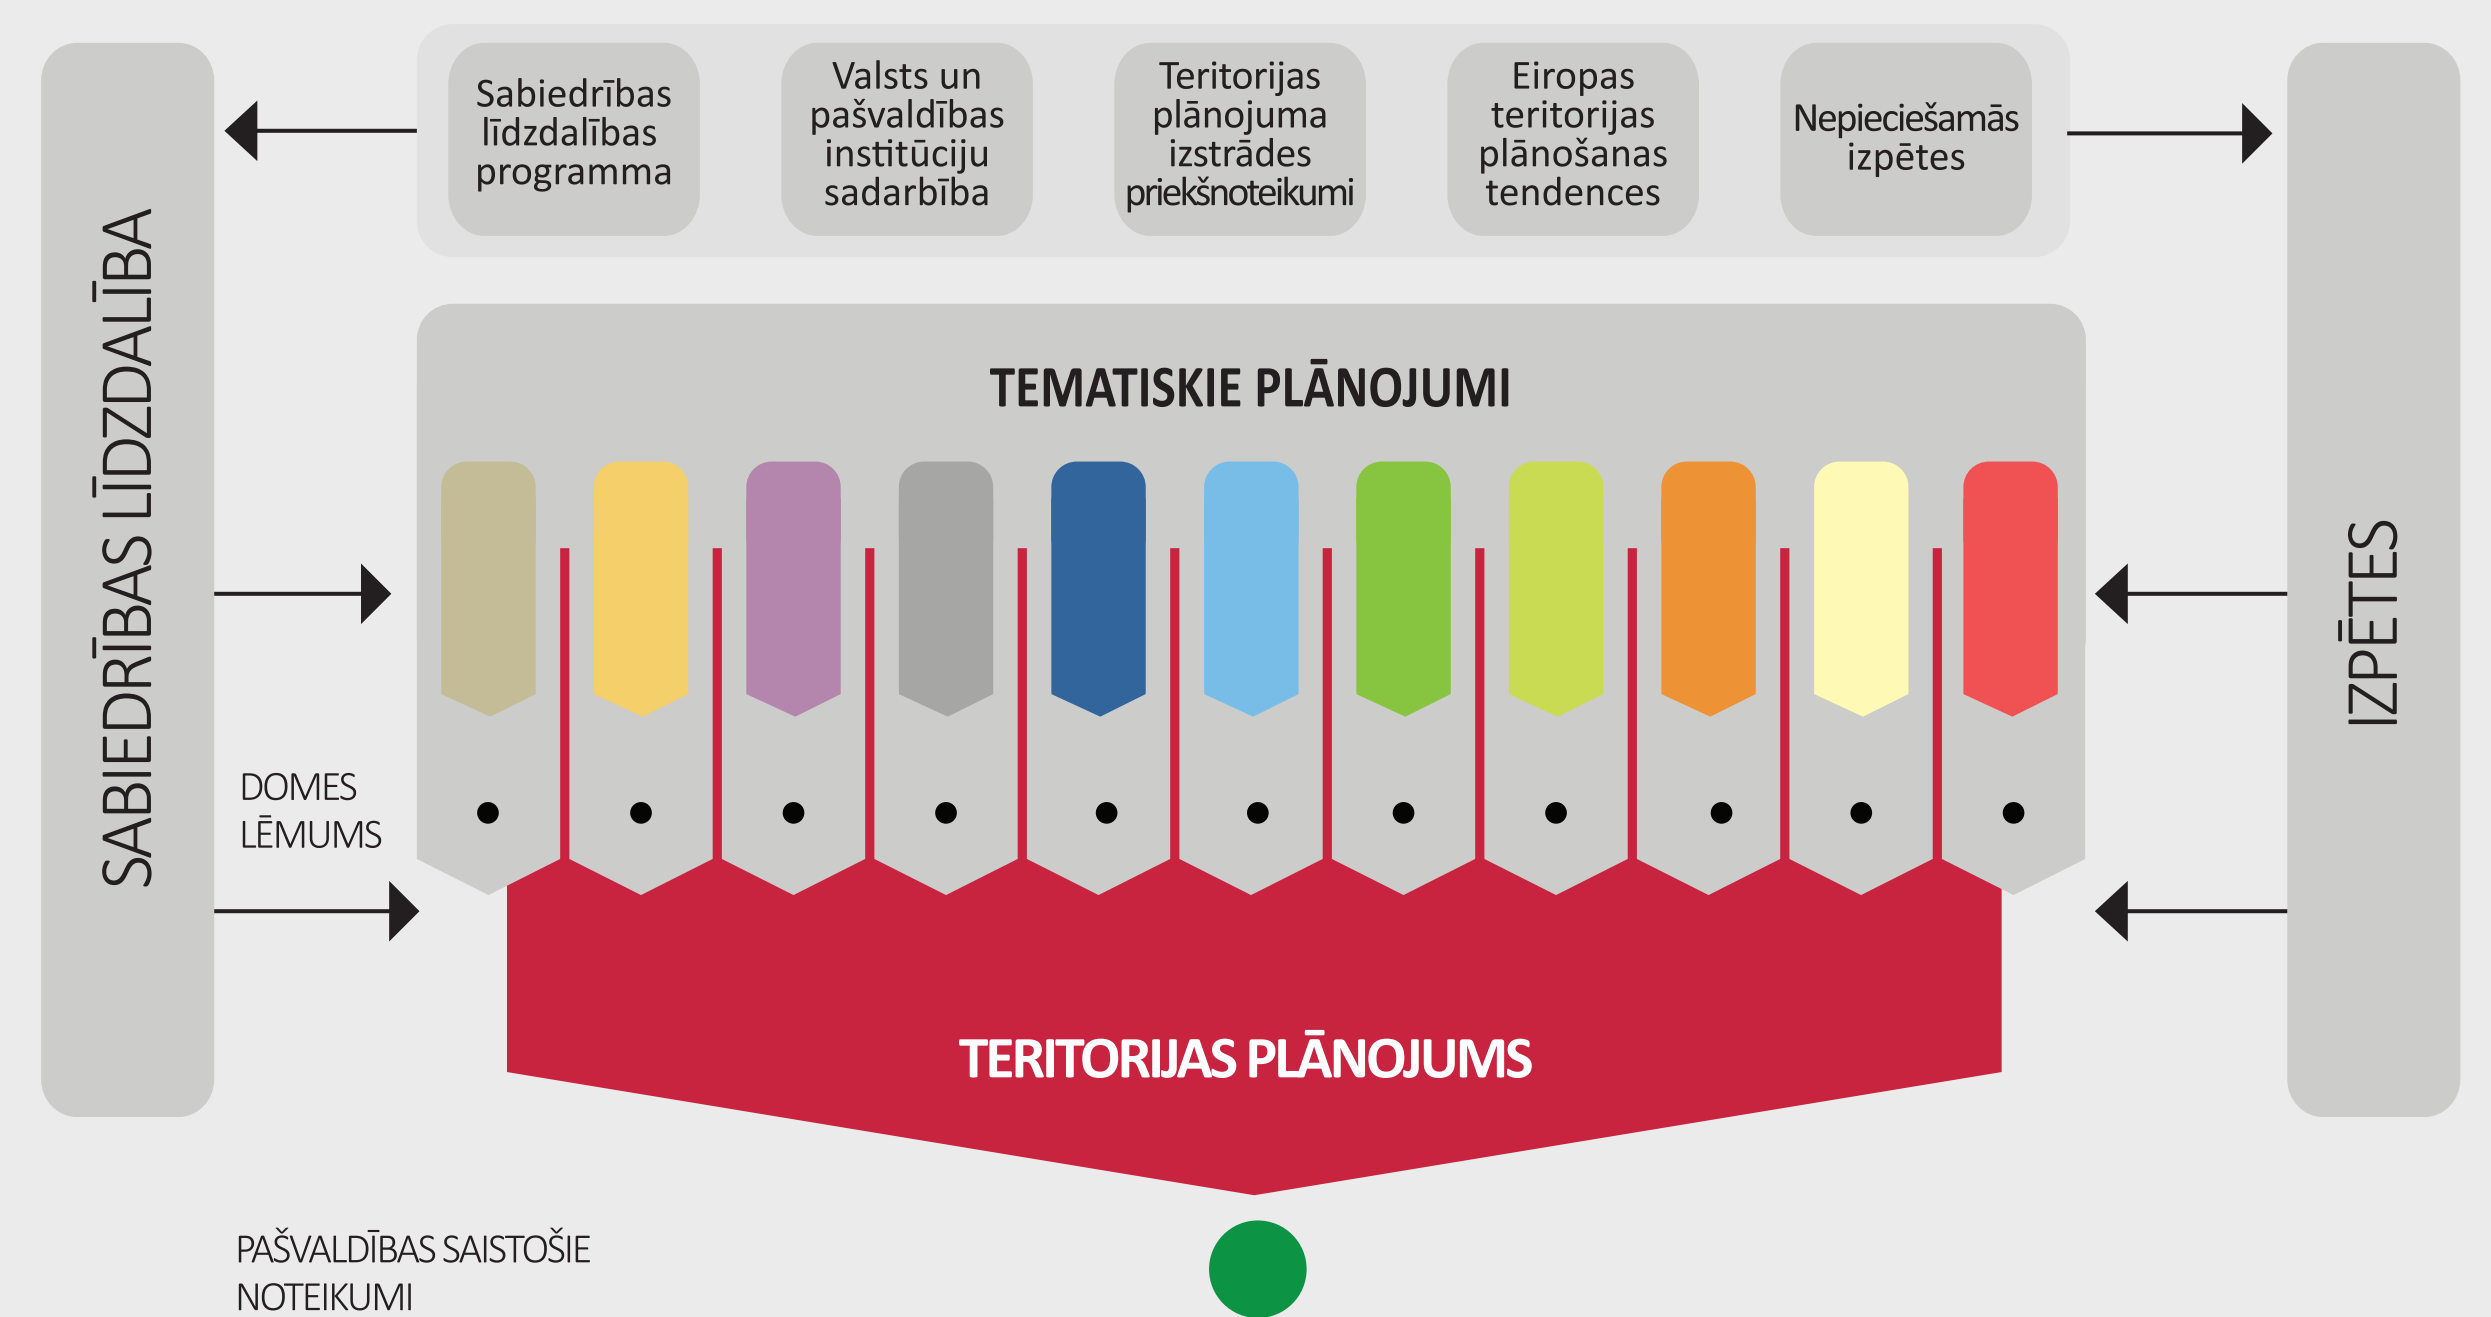 Sabiedrības
līdzdalības
programma
Valsts un
pašvaldības
institūciju
sadarbība
Teritorijas
plānojuma
izstrādes
priekšnoteikumi
Eiropas
teritorijas
plānošanas
tendences
Nepieciešamās
izpētes
SABIEDRĪBAS LĪDZDALĪBA
TEMATISKIE PLĀNOJUMI
IZPĒTES
DOMES
LĒMUMS
TERITORIJAS PLĀNOJUMS
PAŠVALDĪBAS SAISTOŠIE
NOTEIKUMI